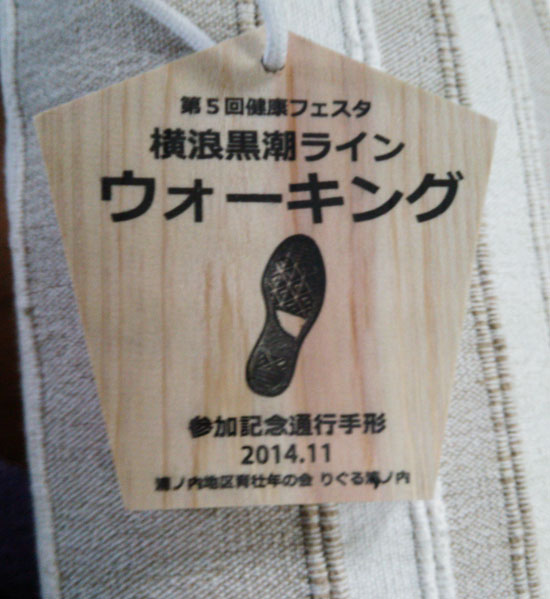 第5回健康フェスタ
横浪黒潮ライン
ウォーキング
参加記念通行手形
2014.11
浦ノ内地区青壮年の会 りぐる浦ノ内